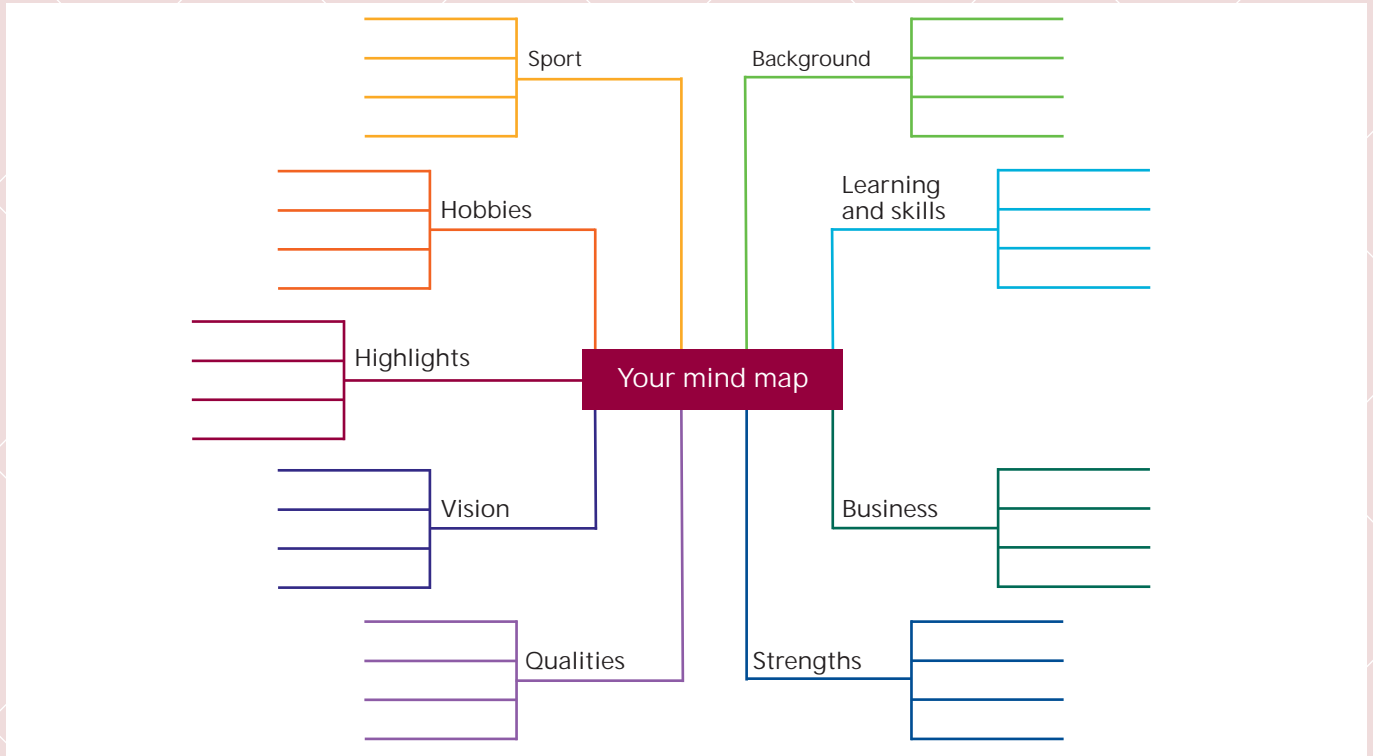 Sport
Background
Hobbies
Learning
and skills
Highlights
Your mind map
Vision
Business
Qualities
Strengths